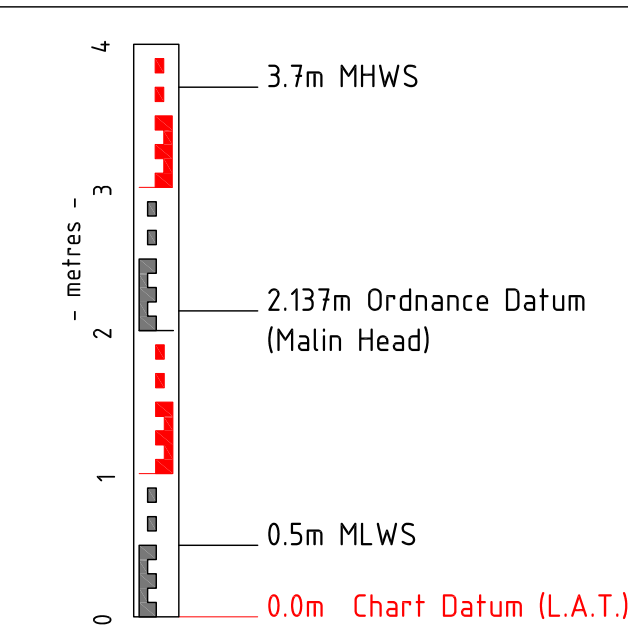 4
3.7m MHWS
3
- metres -
2.137m Ordnance Datum
(Malin Head)
2
1
0.5m MLWS
0.0m Chart Datum (L.A.T.)
0